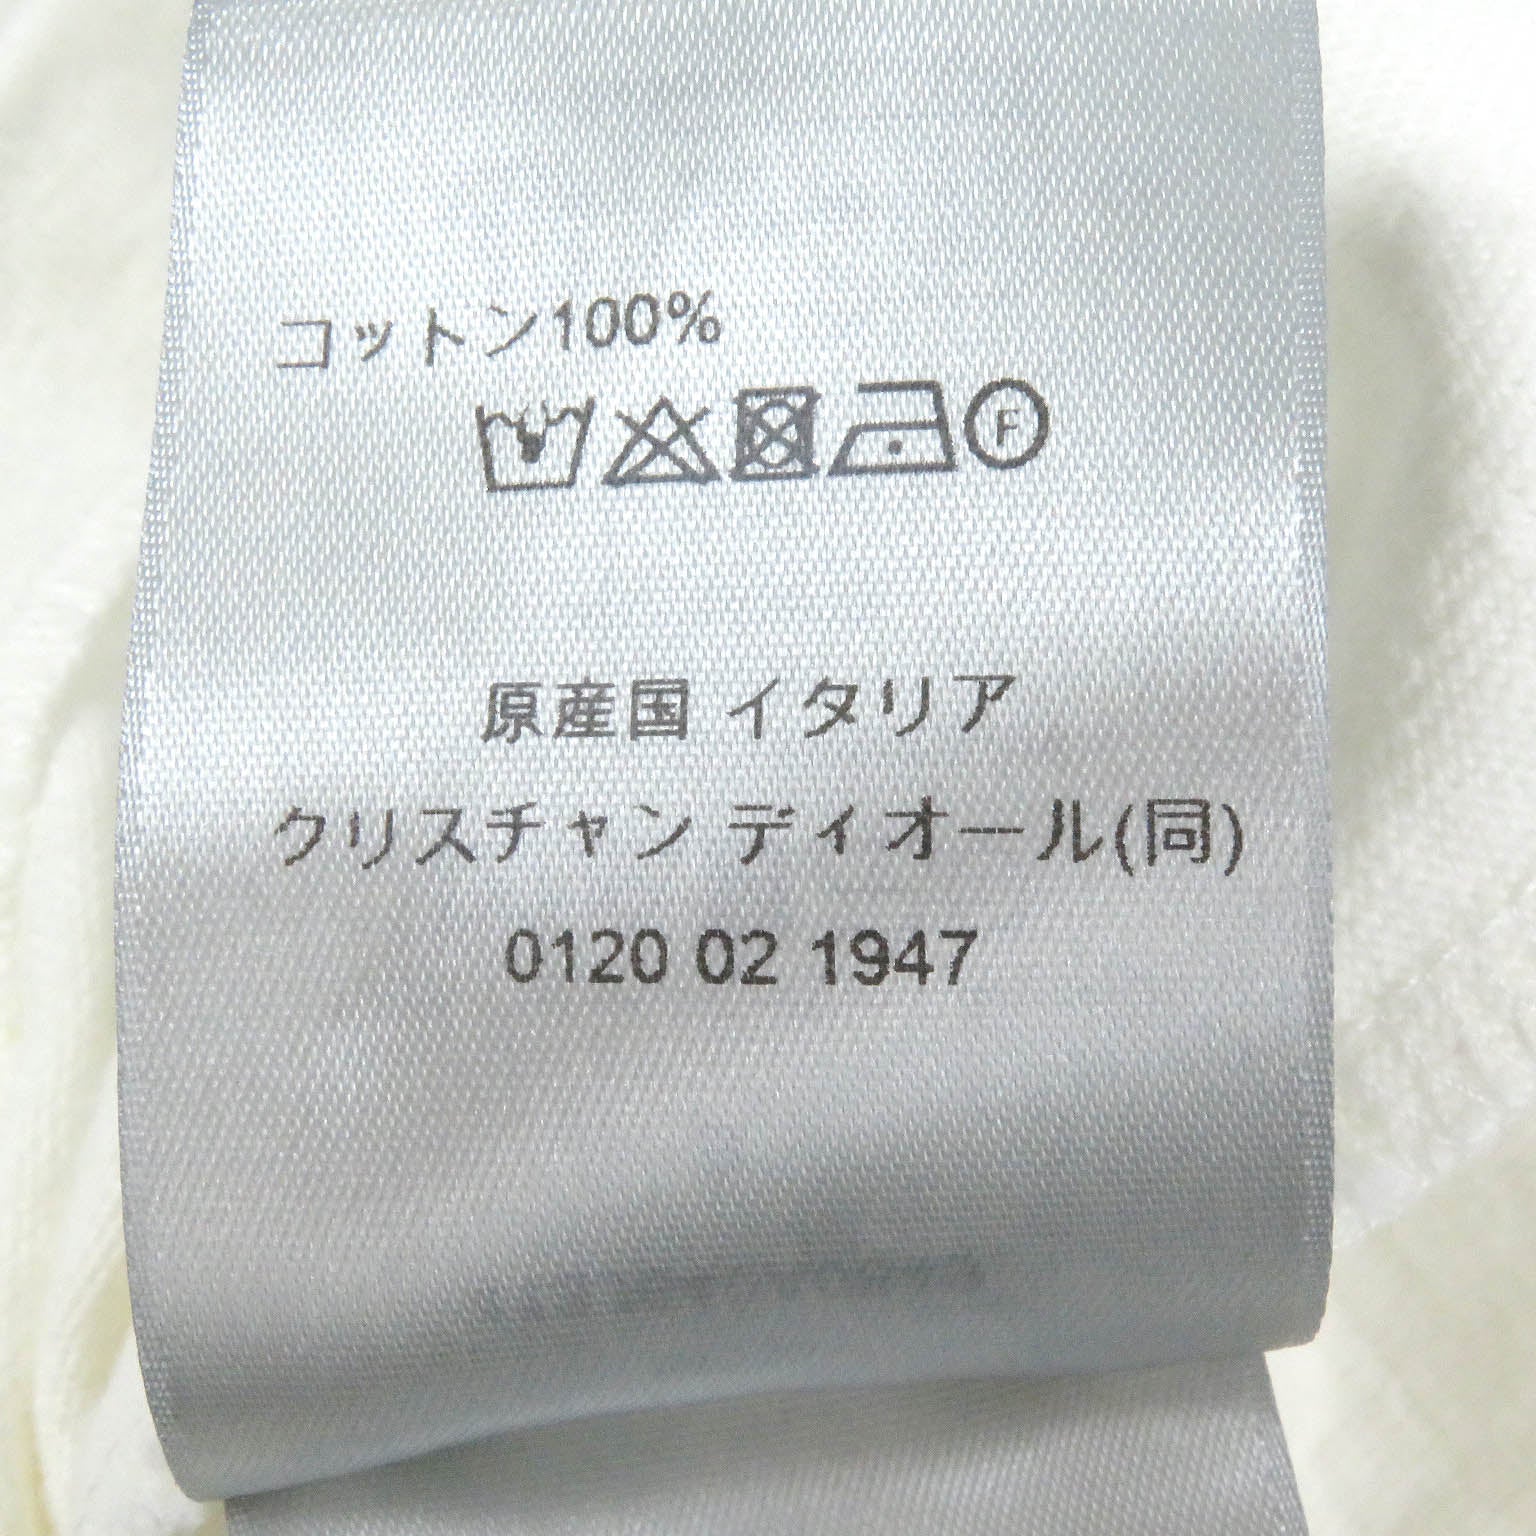 コットン100%
F
原産国 イタリア
クリスチャン ディオール(同)
0120 02 1947